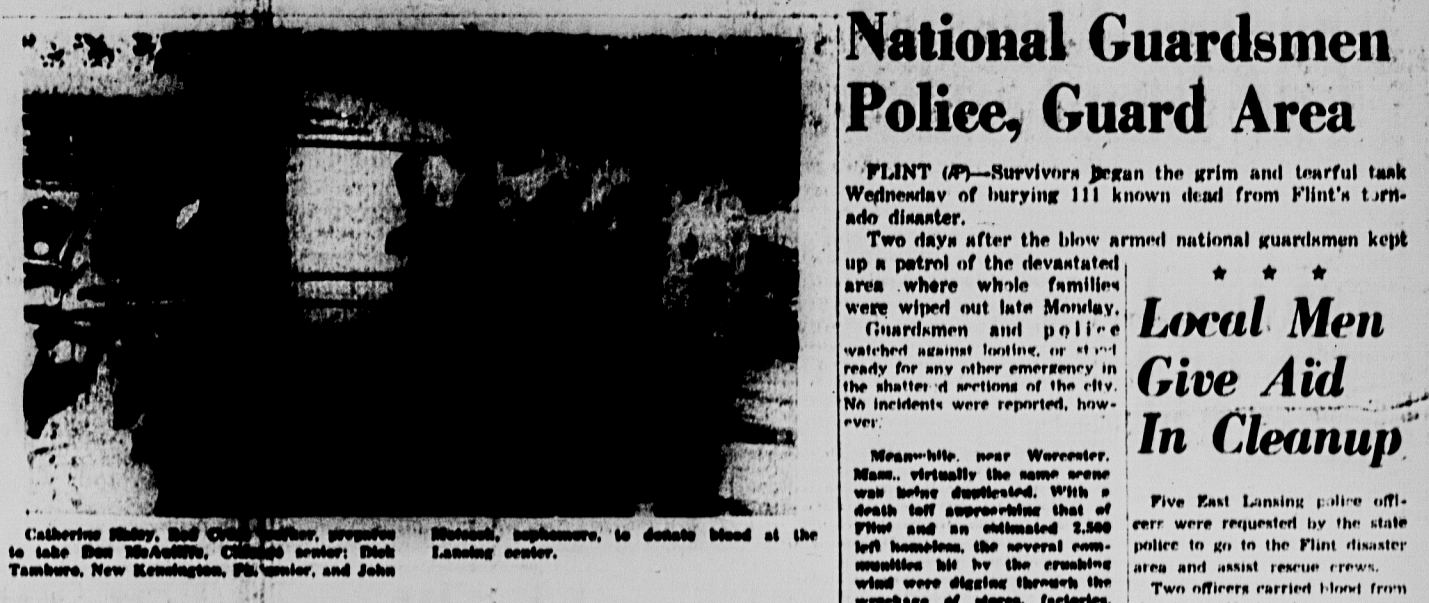 National Guardsmen
Police, Guard Area
FLINT (AP)—Survivors began the grim and tearful task
Wednesday of burying 111 known dead from Flint's torn-
ado disaster.
Two days after the blow armed national guardsmen kept
up a patrol of the devastated
area where whole families
were wiped out late Monday.
Guardsmen and police
watched against looting, or stood
ready for any other emergency in
the shattered sections of the city.
No incidents were reported, how-
ever.
Meanwhile, near Worcester,
Mass., virtually the same scene
was being duplicated. With a
death toll approaching that of
Flint and an estimated 2,500
left homeless, the several com-
munities hit by the crushing
wind were digging through the
wreckage of stores, factories,
★ ★ ★
Local Men
Give Aid
In Cleanup
Five East Lansing police offi-
cers were requested by the state
police to go to the Flint disaster
area and assist rescue crews.
Two officers carried blood from
Catherine Red Cross prepares
to take Don McAuliffe, Chicago senior; Dick
Tamburo, New Kensington, Pa. senior, and John
sophomore, to donate blood at the
Lansing center.